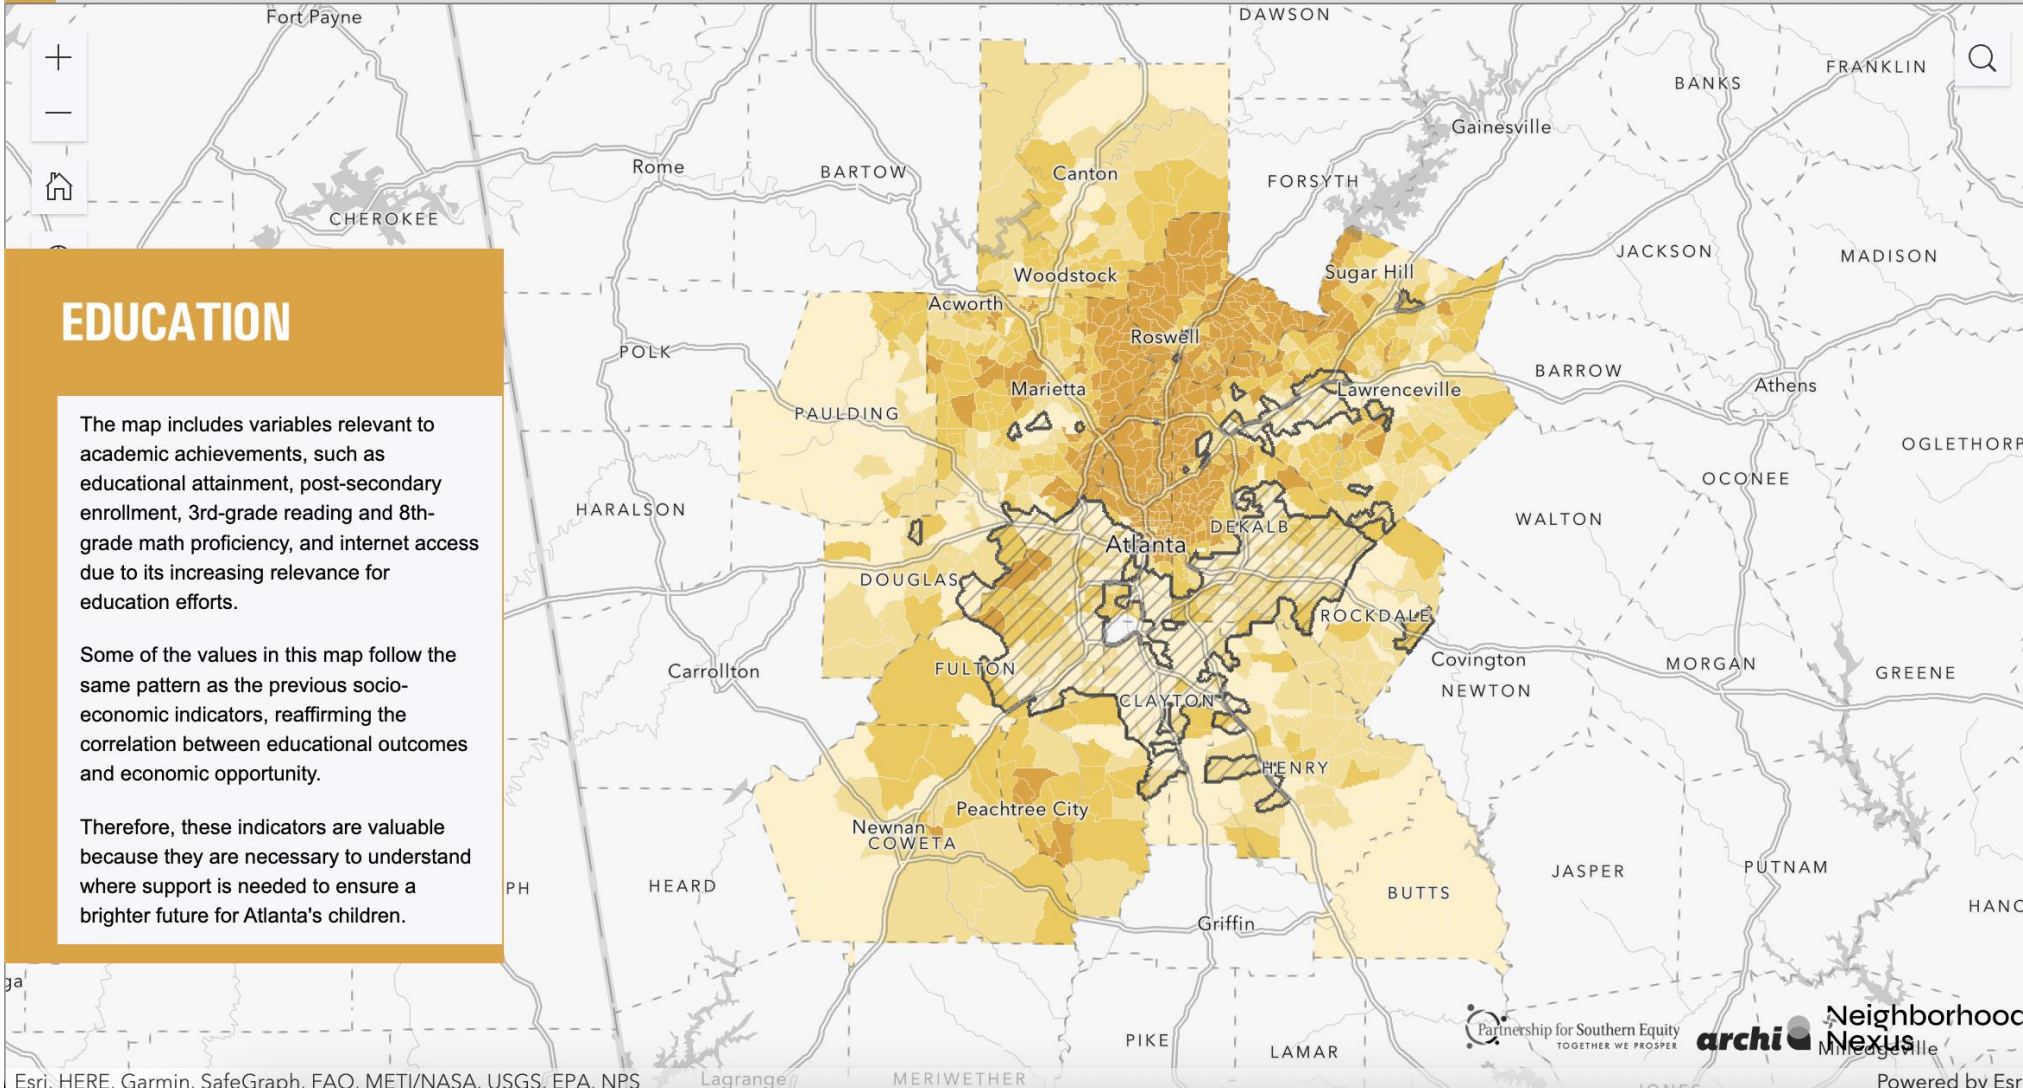 Fort Payne
DAWSON
FRANKLIN
BANKS
Gainesville
Rome
BARTOW
Canton
FORSYTH
CHEROKEE
JACKSON
MADISON
Woodstock
Sugar Hill
Acworth
EDUCATION
Roswell
POLK
BARROW
Athens
Marietta
Lawrenceville
PAULDING
The map includes variables relevant to
academic achievements, such as
educational attainment, post-secondary
enrollment, 3rd-grade reading and 8th-
grade math proficiency, and internet access
due to its increasing relevance for
education efforts.
OGLETHORP
OCONEE
HARALSON
WALTON
DEKALB
Atlanta
DOUGLAS
ROCKDALE
Some of the values in this map follow the
same pattern as the previous socio-
economic indicators, reaffirming the
correlation between educational outcomes
and economic opportunity.
Carrollton
FULTON
Covington
MORGAN
GREENE
NEWTON
CLAYTON
HENRY
Peachtree City
Newnan
COWETA
Therefore, these indicators are valuable
because they are necessary to understand
where support is needed to ensure a
brighter future for Atlanta's children.
PH
HEARD
JASPER
PUTNAM
BUTTS
HANC
Griffin
ga
Partnership for Southern Equity
TOGETHER WE PROSPER
archi
Neighborhood
Nexus
Milledgeville
PIKE
LAMAR
Esri, HERE, Garmin, SafeGraph, FAO, METI/NASA, USGS, EPA, NPS
Lagrange
MERIWETHER
Powered by Esr